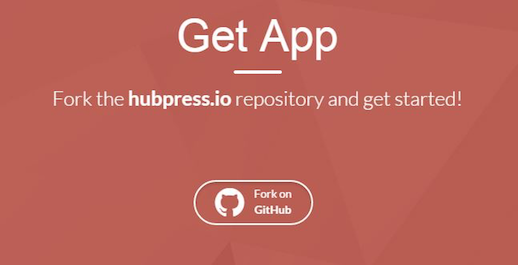 Get App
Fork the hubpress.io repository and get started!
Fork on
GitHub